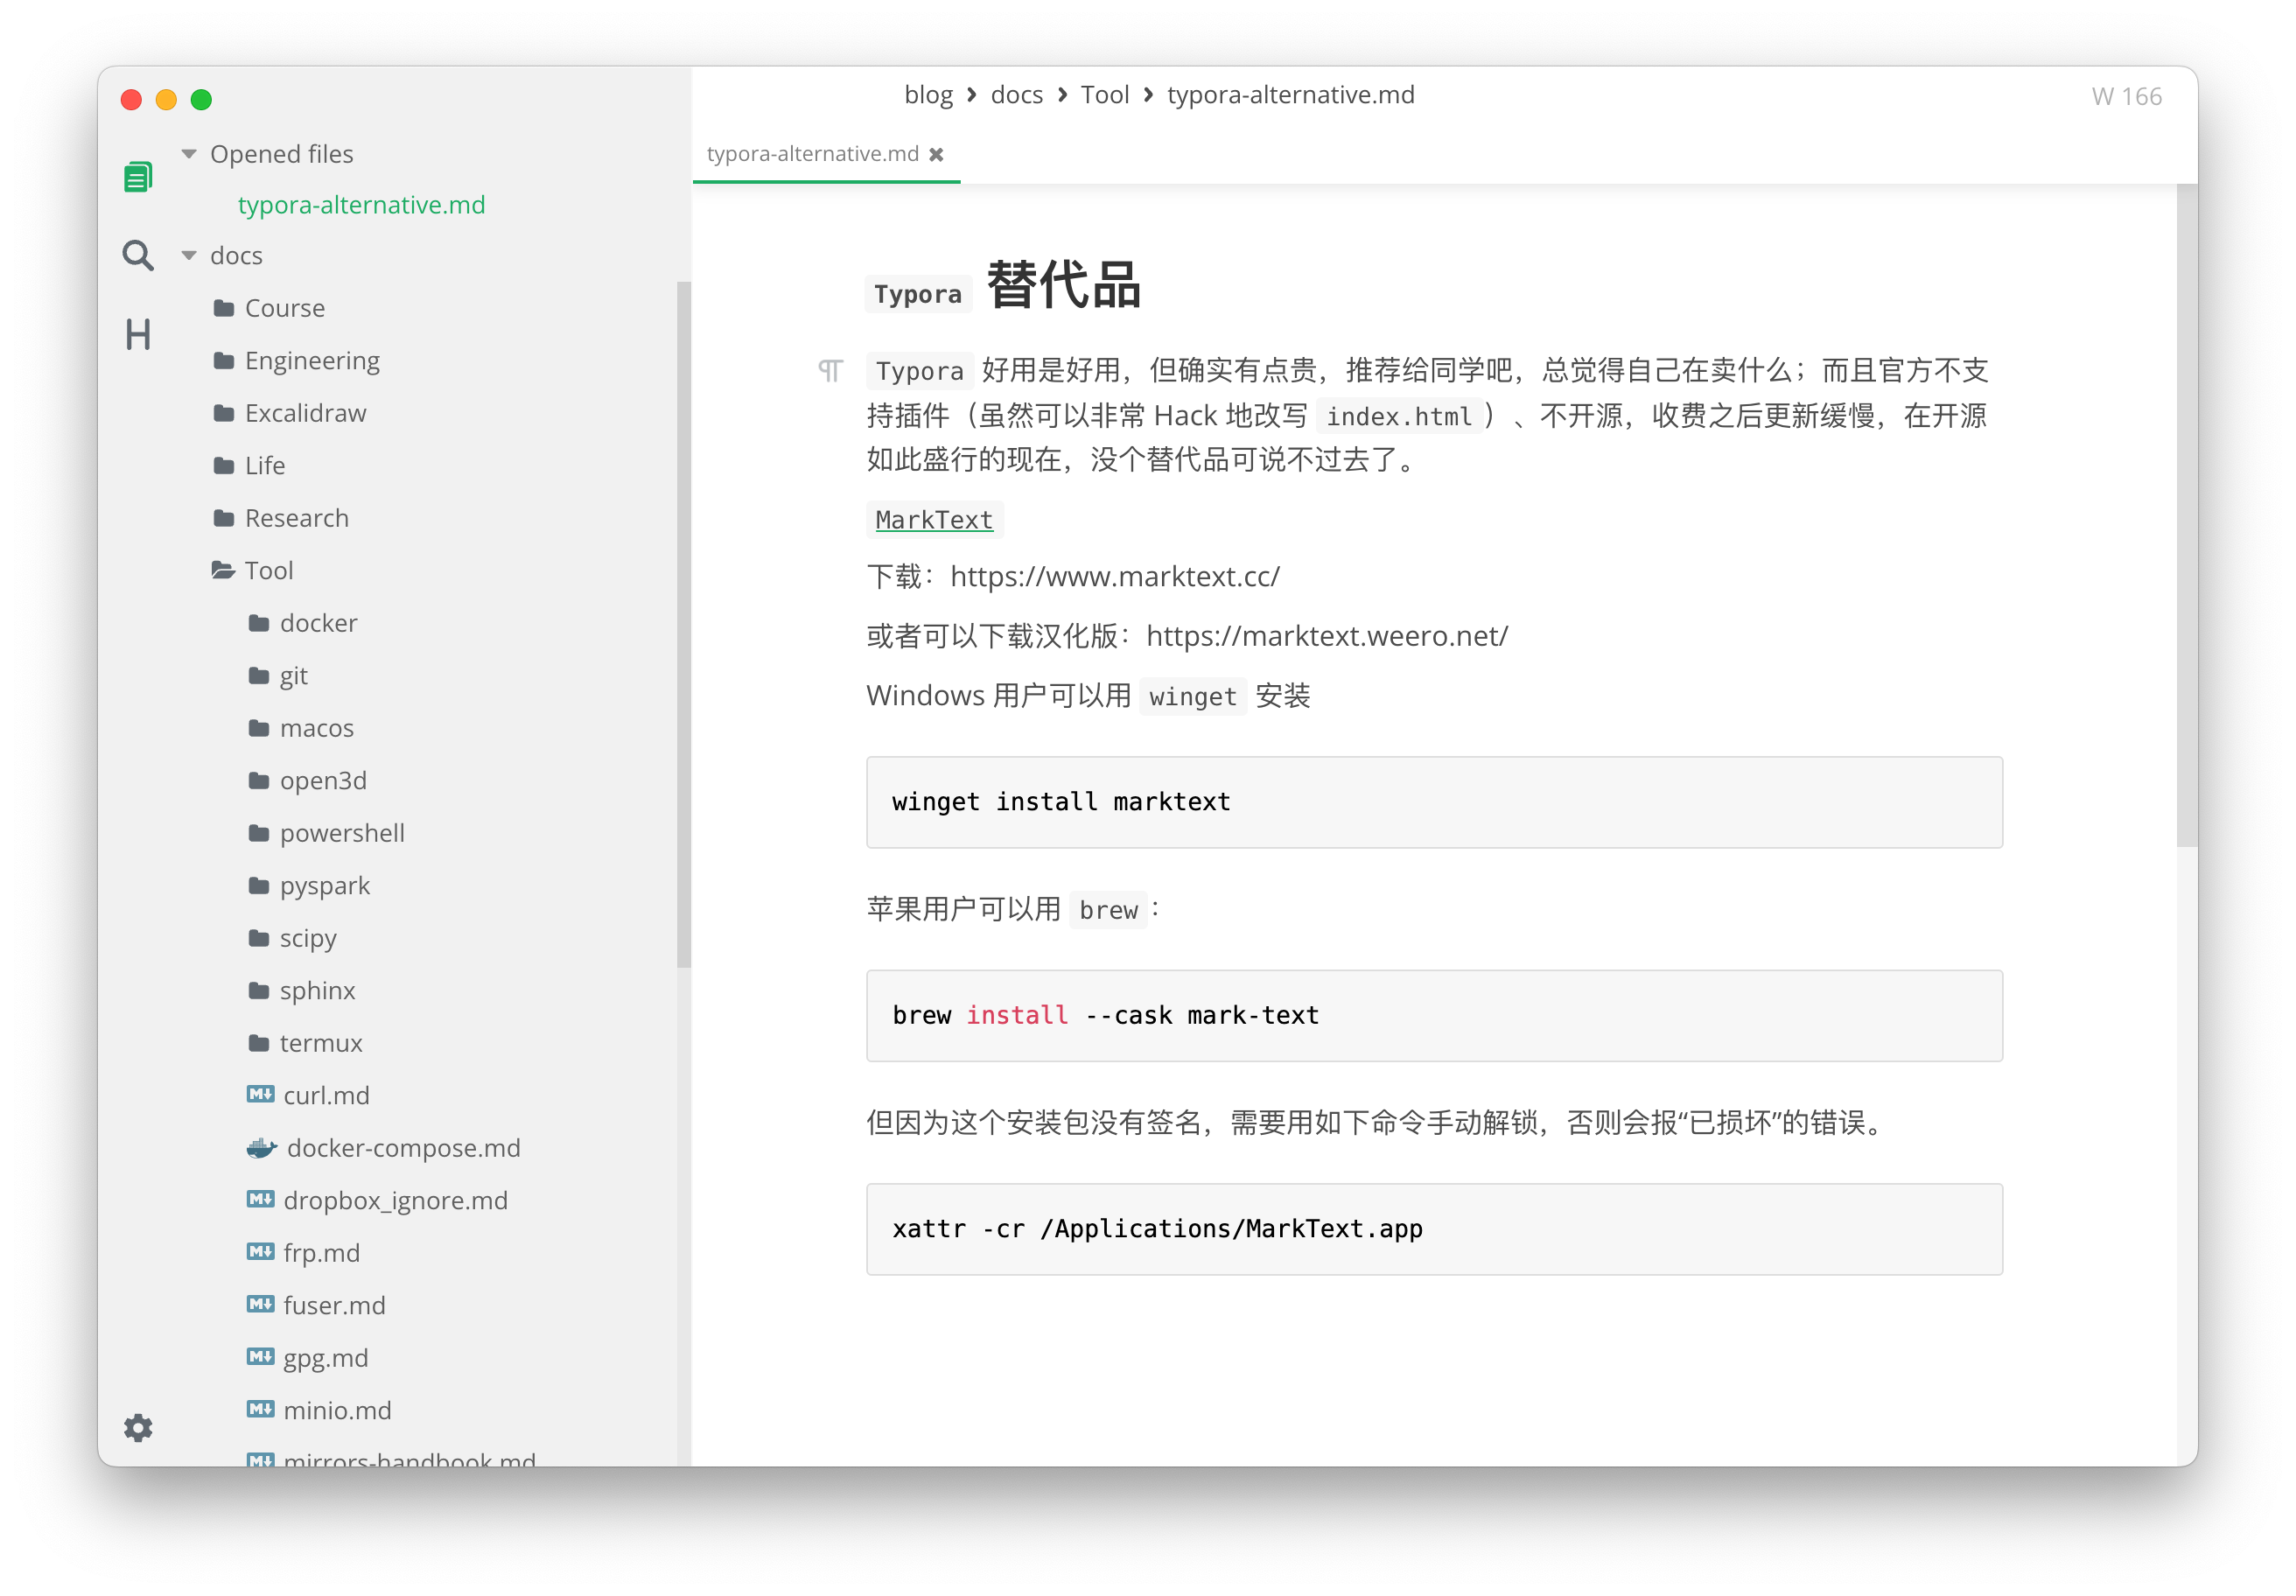 blog › docs › Tool › typora-alternative.md
W 166
Opened files
typora-alternative.md
docs
Course
Engineering
Excalidraw
Life
Research
Tool
docker
git
macos
open3d
powershell
pyspark
scipy
sphinx
termux
curl.md
docker-compose.md
dropbox_ignore.md
frp.md
fuser.md
gpg.md
minio.md
mirrors-handbook.md
typora-alternative.md
Typora 替代品
Typora 好用是好用，但确实有点贵，推荐给同学吧，总觉得自己在卖什么；而且官方不支
持插件（虽然可以非常 Hack 地改写 index.html）、不开源，收费之后更新缓慢，在开源
如此盛行的现在，没个替代品可说不过去了。
MarkText
下载：https://www.marktext.cc/
或者可以下载汉化版：https://marktext.weero.net/
Windows 用户可以用 winget 安装
winget install marktext
苹果用户可以用 brew：
brew install --cask mark-text
但因为这个安装包没有签名，需要用如下命令手动解锁，否则会报“已损坏”的错误。
xattr -cr /Applications/MarkText.app